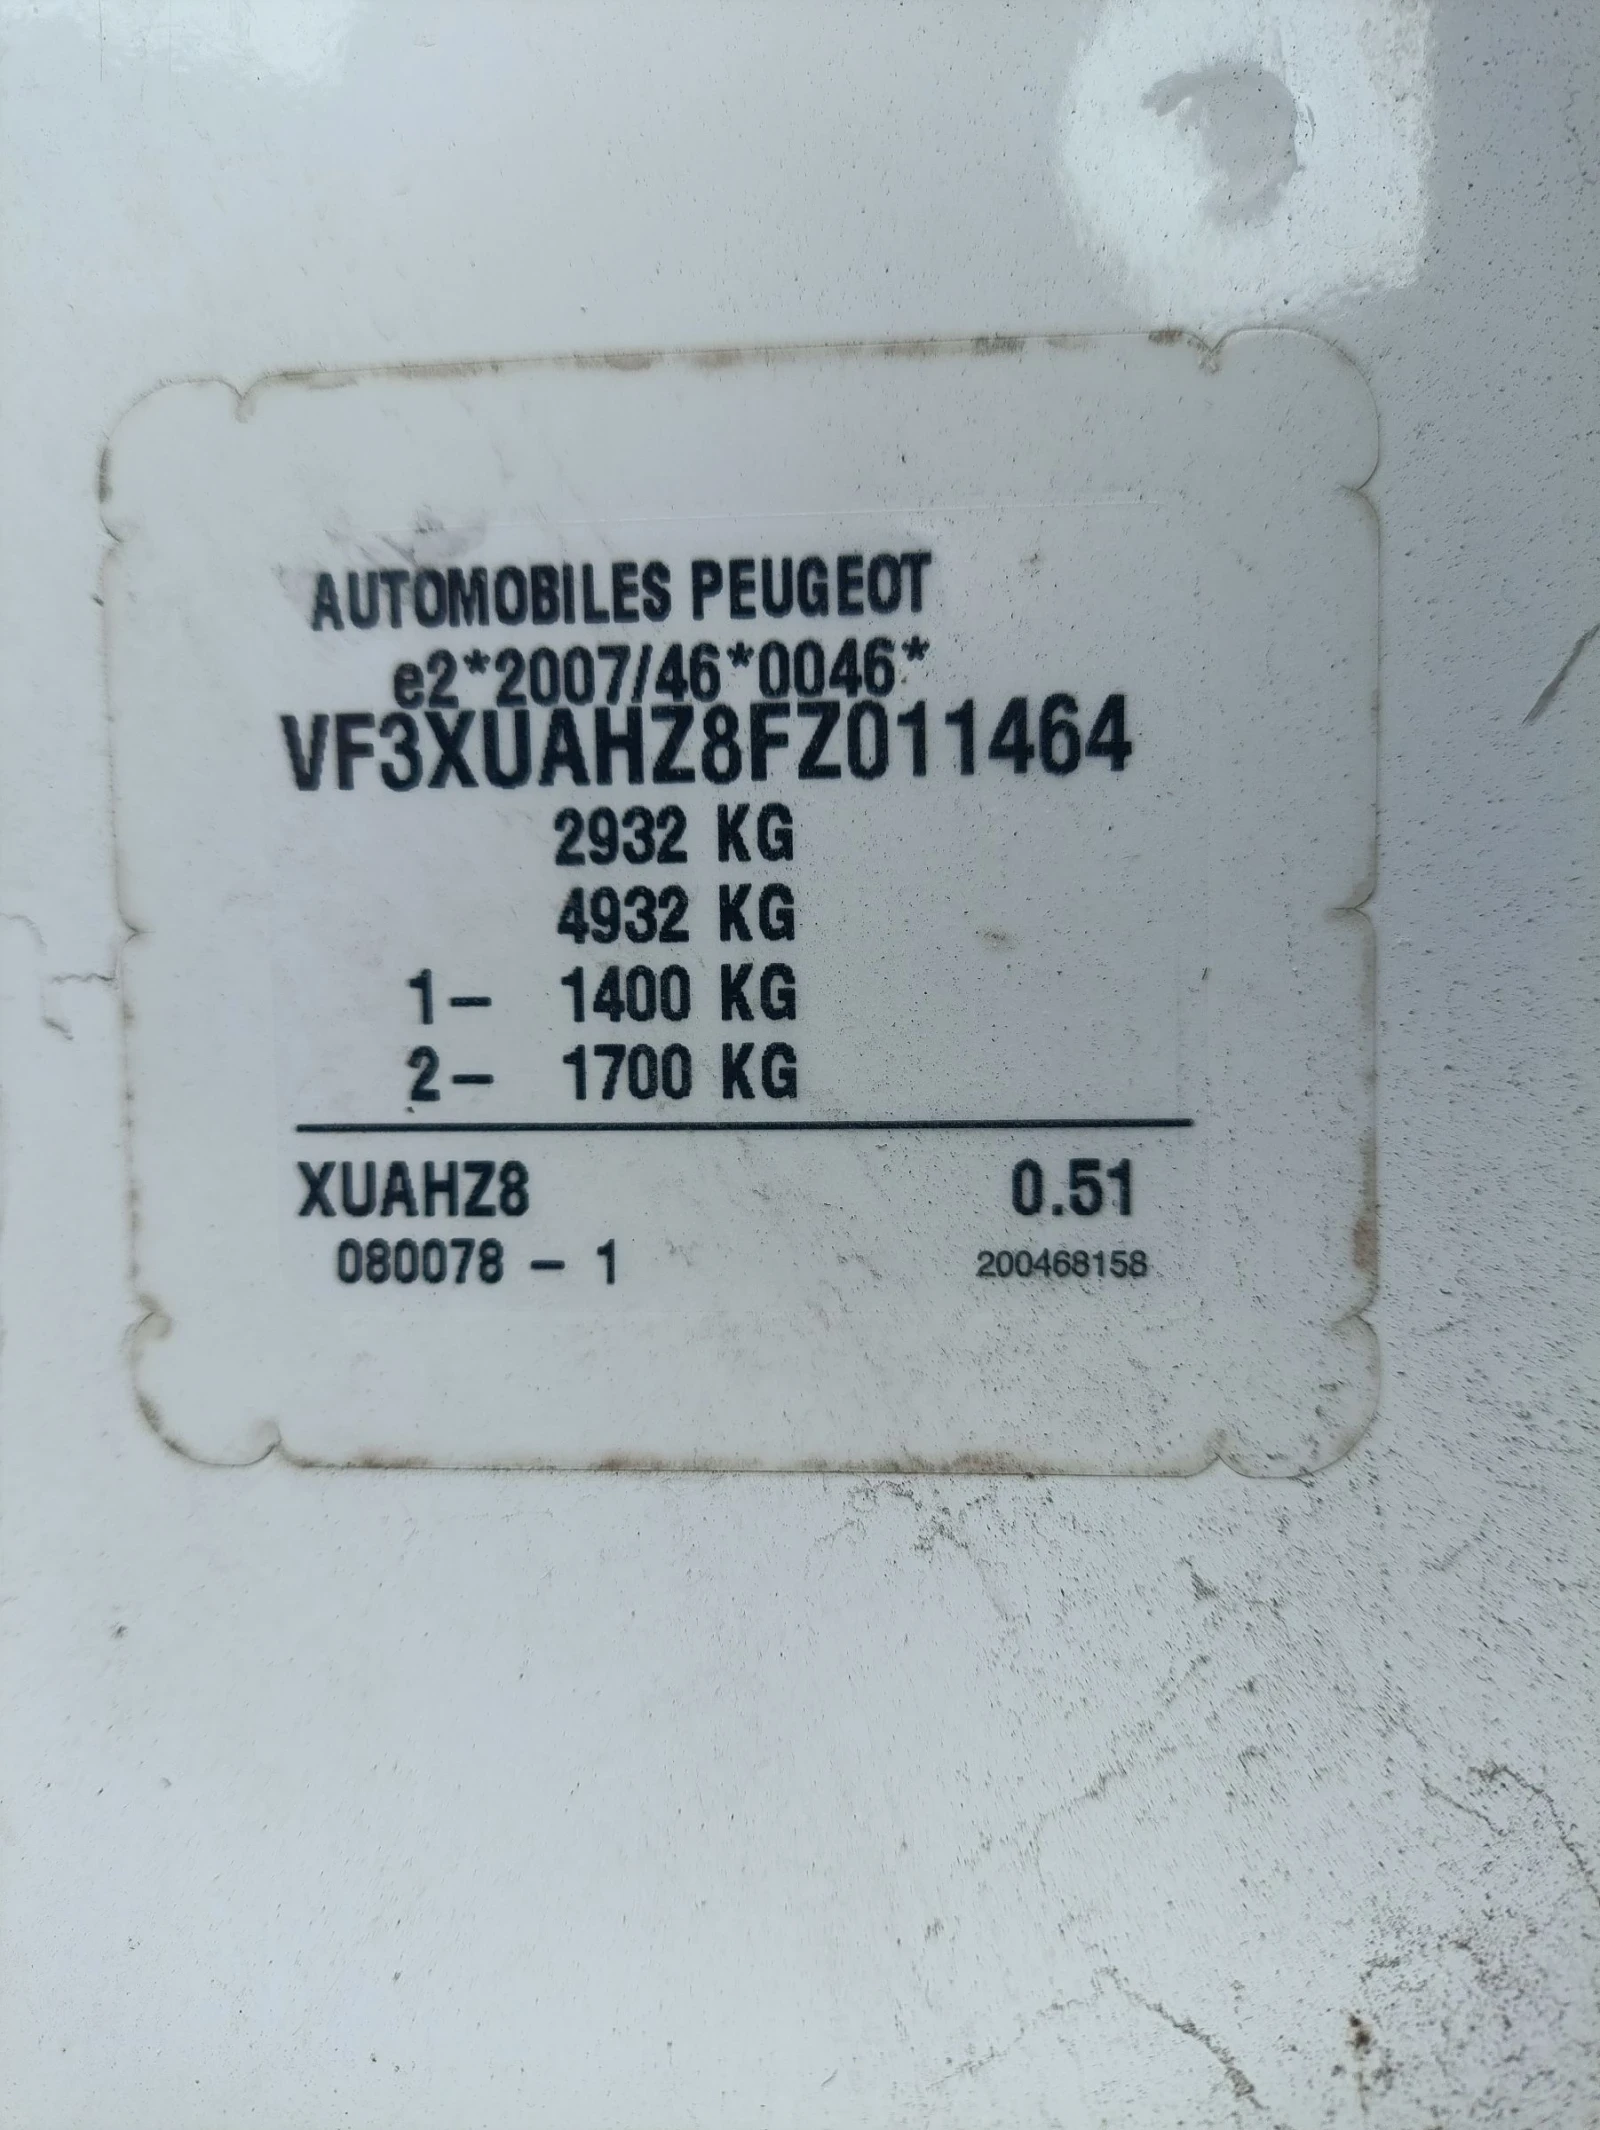 AUTOMOBILES PEUGEOT
e2*2007/46*0046*
VF3XUAHZ8FZ011464
2932 KG
4932 KG
1- 1400 KG
2- 1700 KG
XUAHZ8 0.51
080078 - 1 200468158